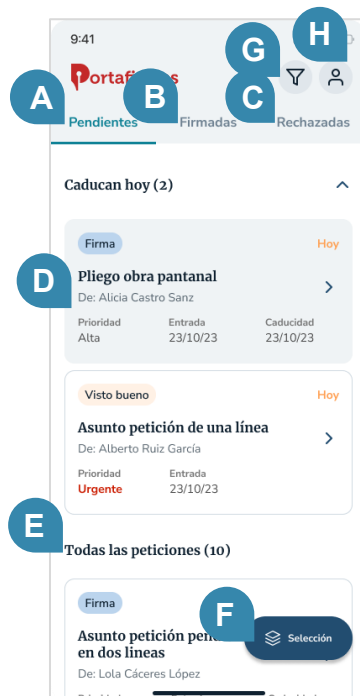 9:41
G
H
A
B
C
Pendientes Firmadas Rechazadas
Caducan hoy (2)
Firma Hoy
D
Pliego obra pantanal
De: Alicia Castro Sanz
Prioridad Entrada Caducidad
Alta 23/10/23 23/10/23
Visto bueno Hoy
Asunto petición de una línea
De: Alberto Ruiz García
Prioridad Entrada
Urgente 23/10/23
E
Todas las peticiones (10)
Firma
F
Selección
Asunto petición
en dos lineas
De: Lola Cáceres López